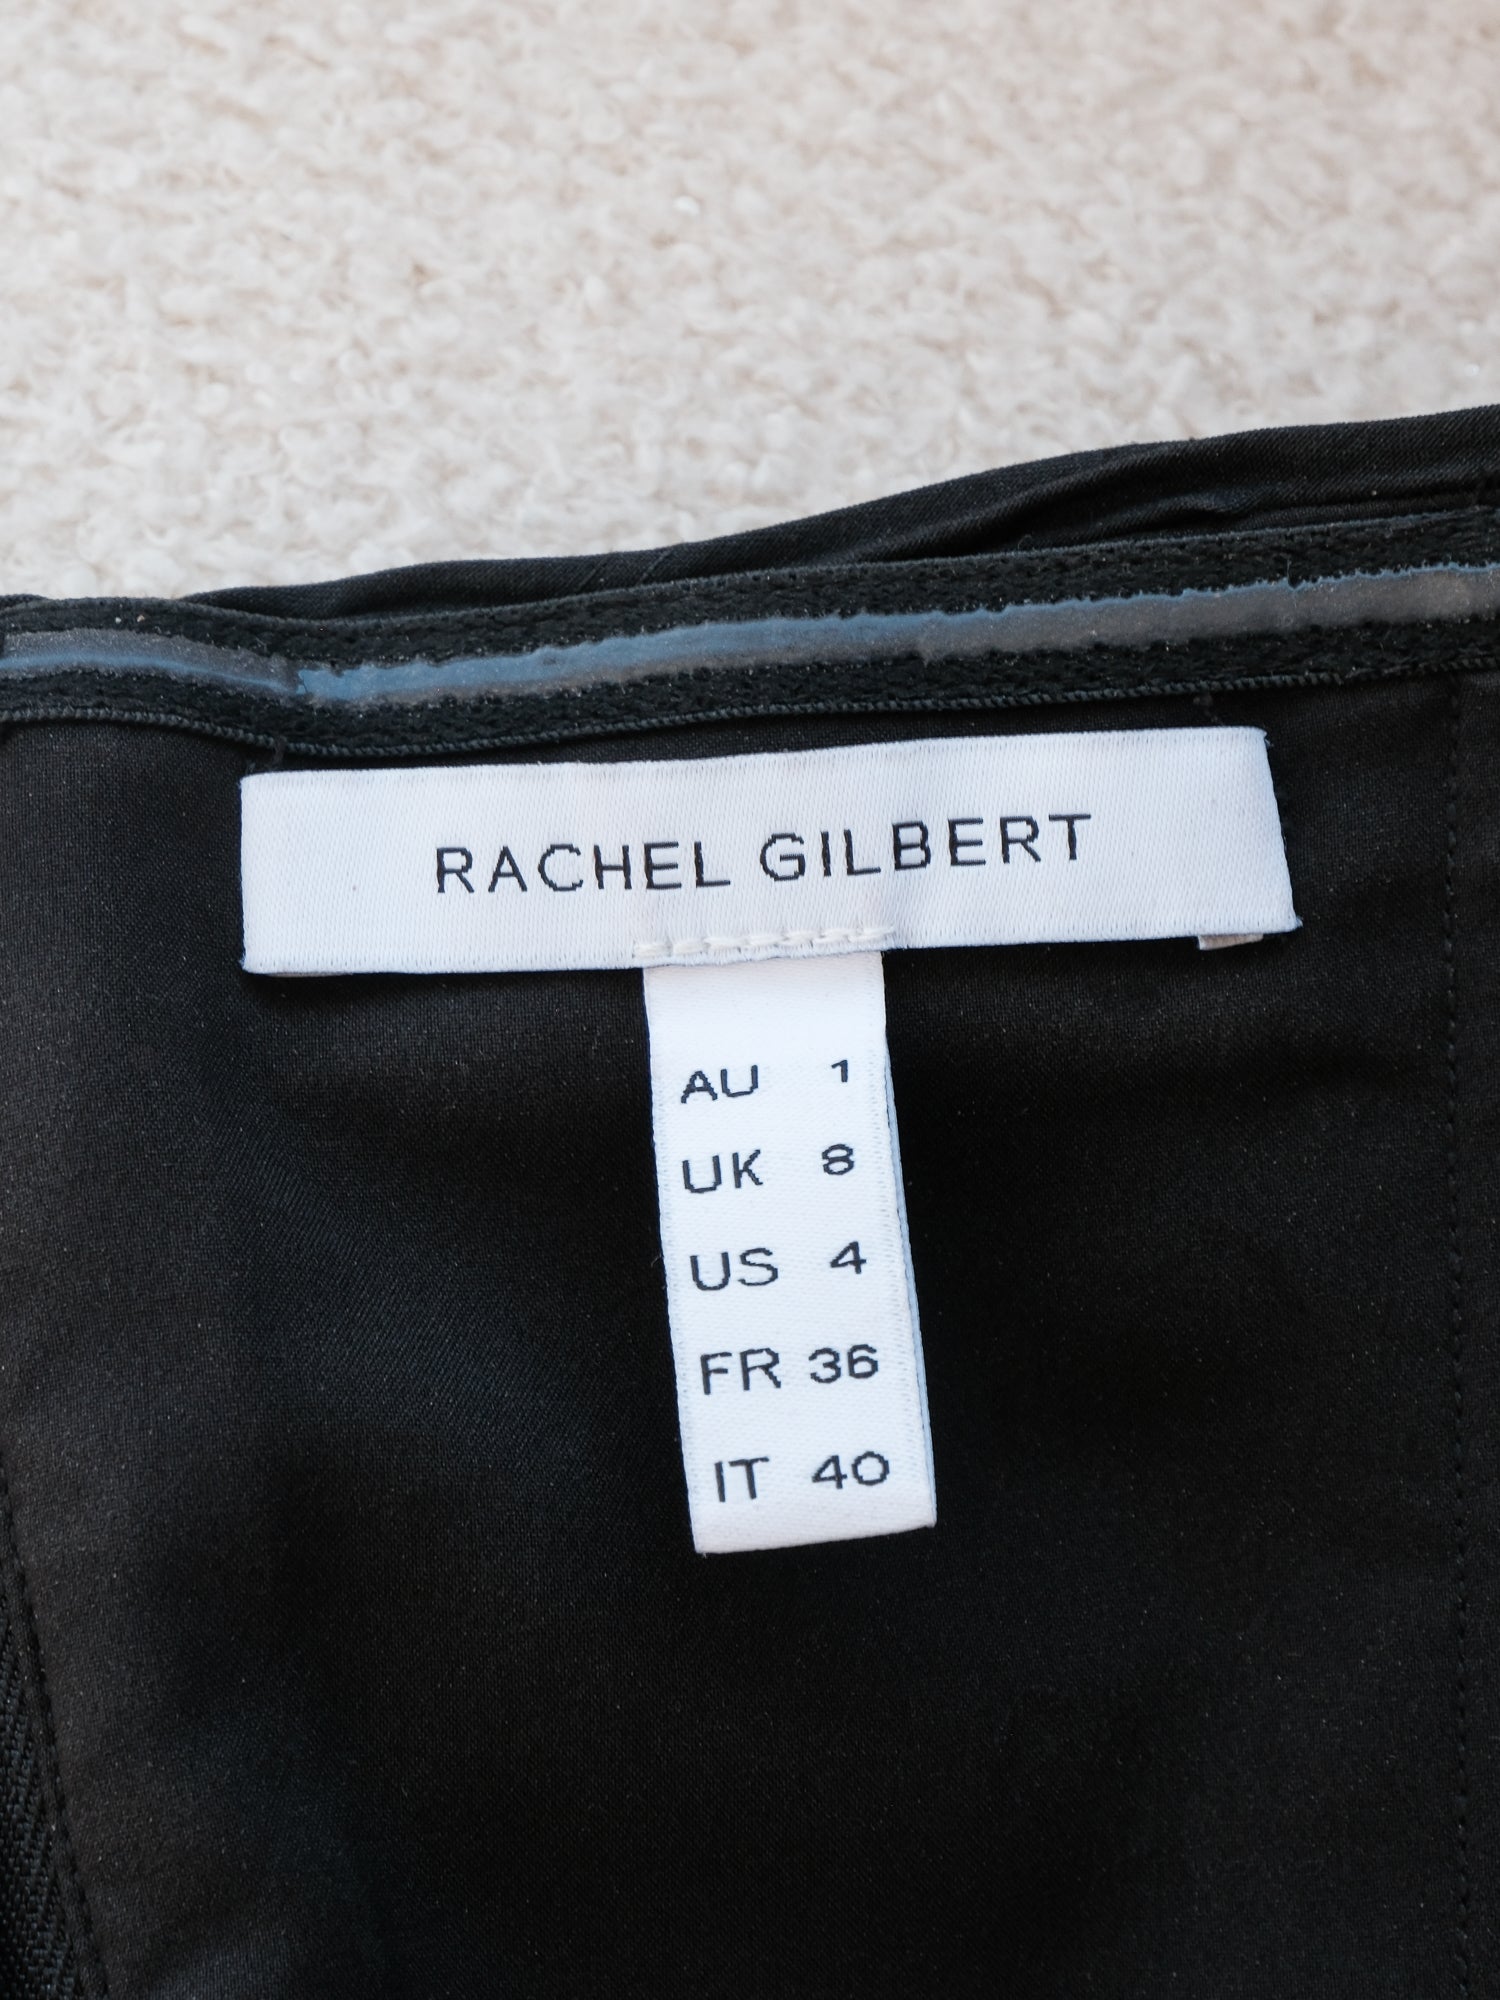 RACHEL GILBERT
AU 1
UK 8
US 4
FR 36
IT 40